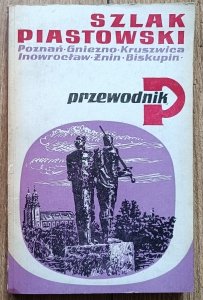 SZLAK
PIASTOWSKI
Poznań·Gniezno·Kruszwica
Inowrocław·Żnin·Biskupin·
przewodnik